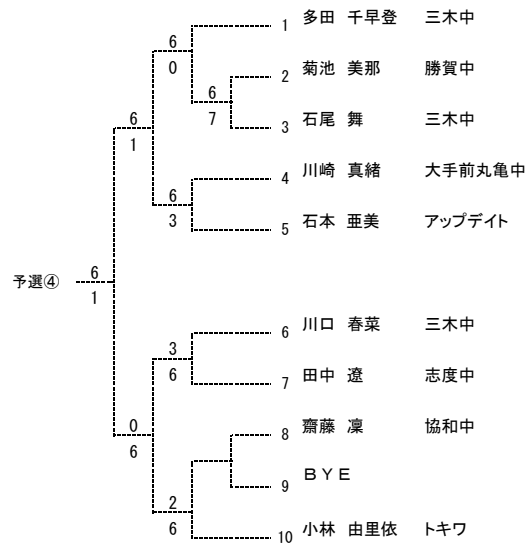 1 多田 千早登 三木中
6
0
2 菊池 美那 勝賀中
6
7
3 石尾 舞 三木中
6
1
4 川崎 真緒 大手前丸亀中
6
3
5 石本 亜美 アップデイト
予選④
6
1
6 川口 春菜 三木中
3
6
7 田中 遼 志度中
0
6
8 齋藤 凜 協和中
9 BYE
2
6
10 小林 由里依 トキワ